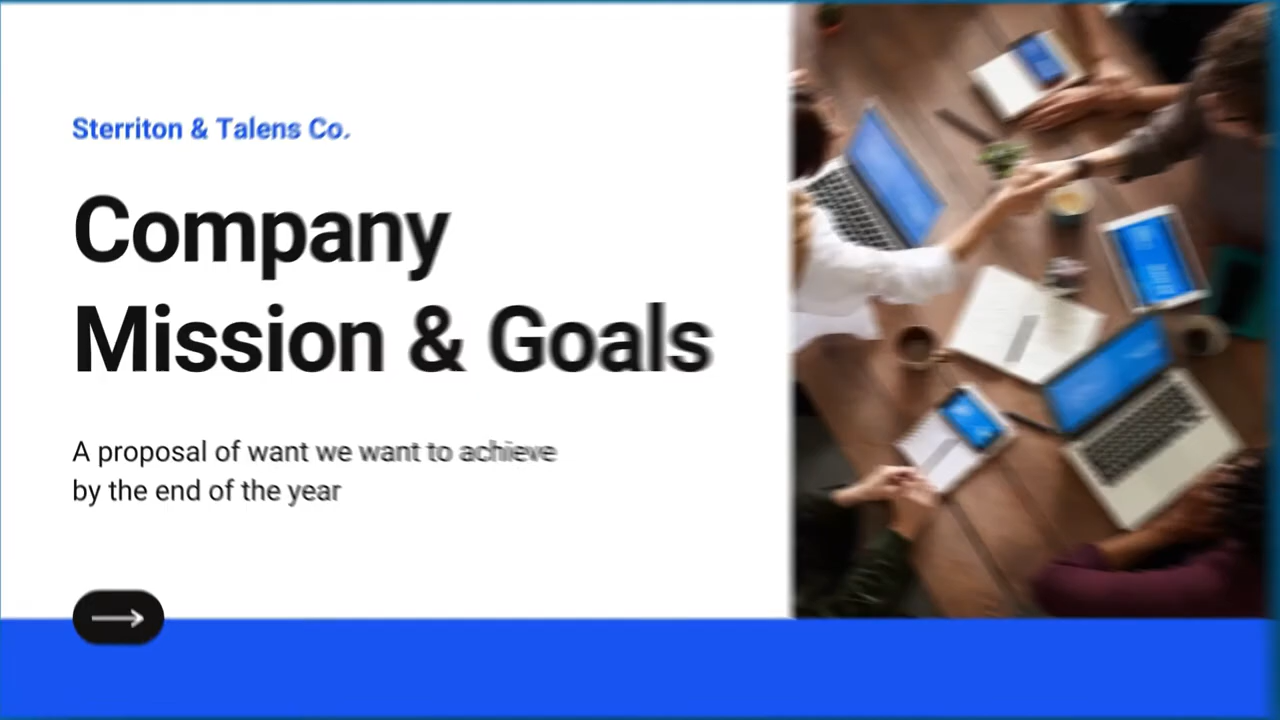 Sterriton & Talens Co.
Company
Mission & Goals
A proposal of want we want to achieve
by the end of the year